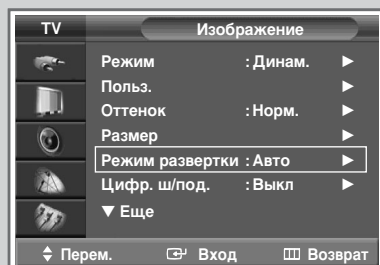 TV Изображение
Режим : Динам. ►
Польз. ►
Оттенок : Норм. ►
Размер ►
Режим развертки : Авто ►
Цифр. ш/под. : Выкл ►
▼ Еще
Перем. Вход Возврат